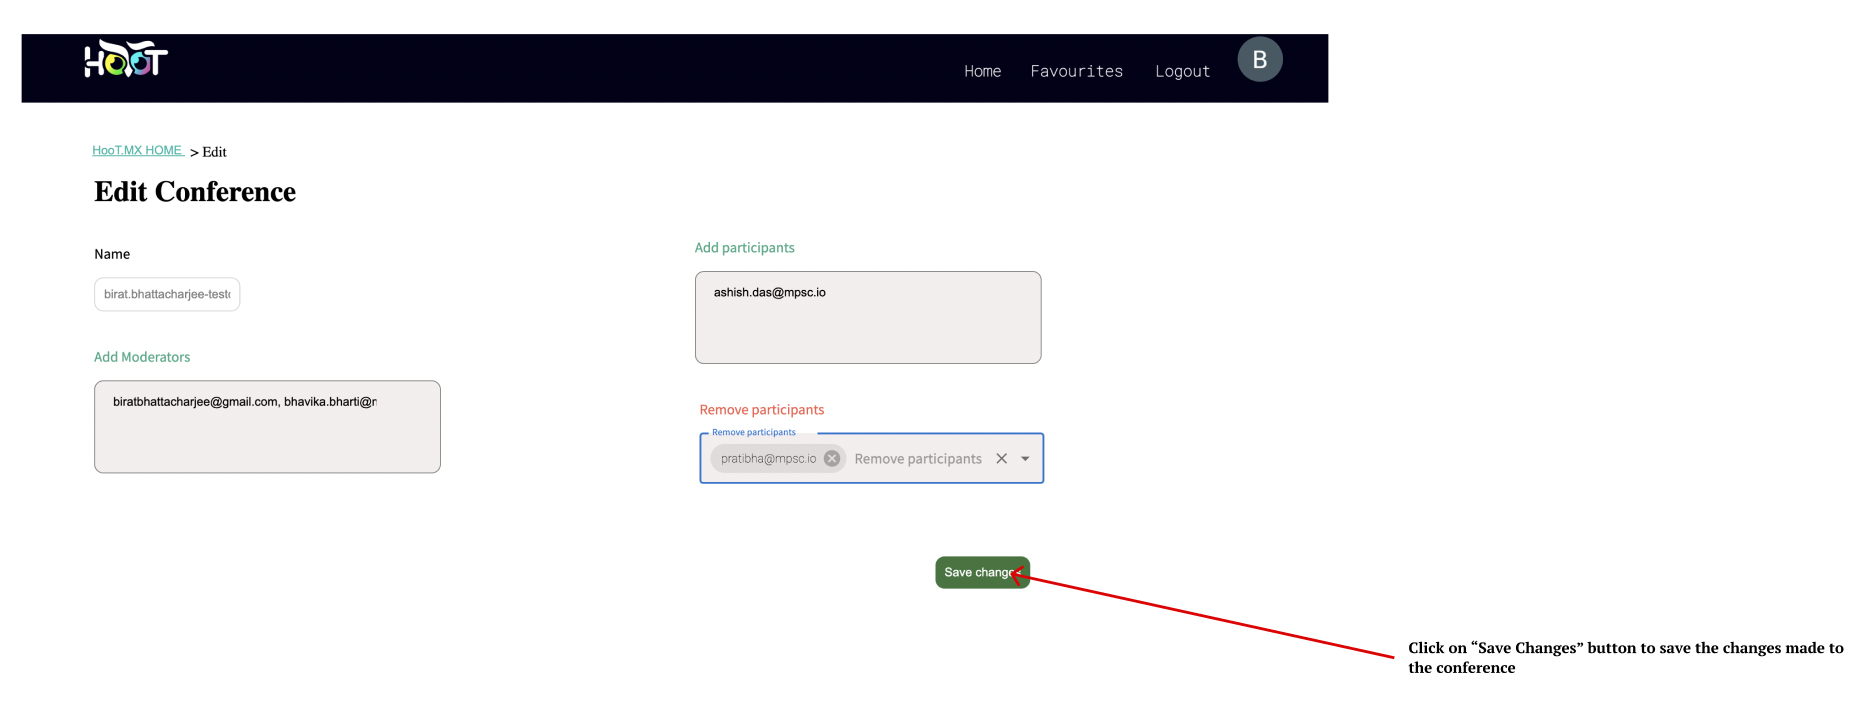 HOOT
Home Favourites Logout B
HooT.MX HOME > Edit
Edit Conference
Name
birat.bhattacharjee-test
Add Moderators
biratbhattacharjee@gmail.com, bhavika.bharti@
Add participants
ashish.das@mpsc.io
Remove participants
Remove participants
pratibha@mpsc.io Remove participants
Save changes
Click on “Save Changes” button to save the changes made to
the conference